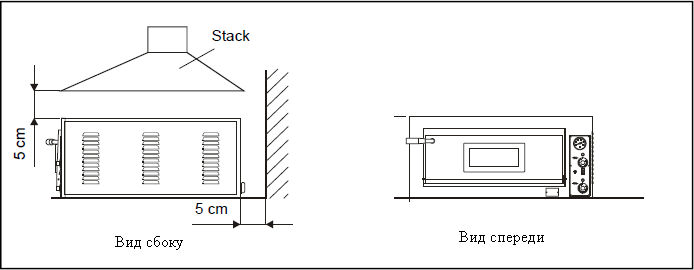 Stack
5 cm
5 cm
Вид сбоку
Вид спереди